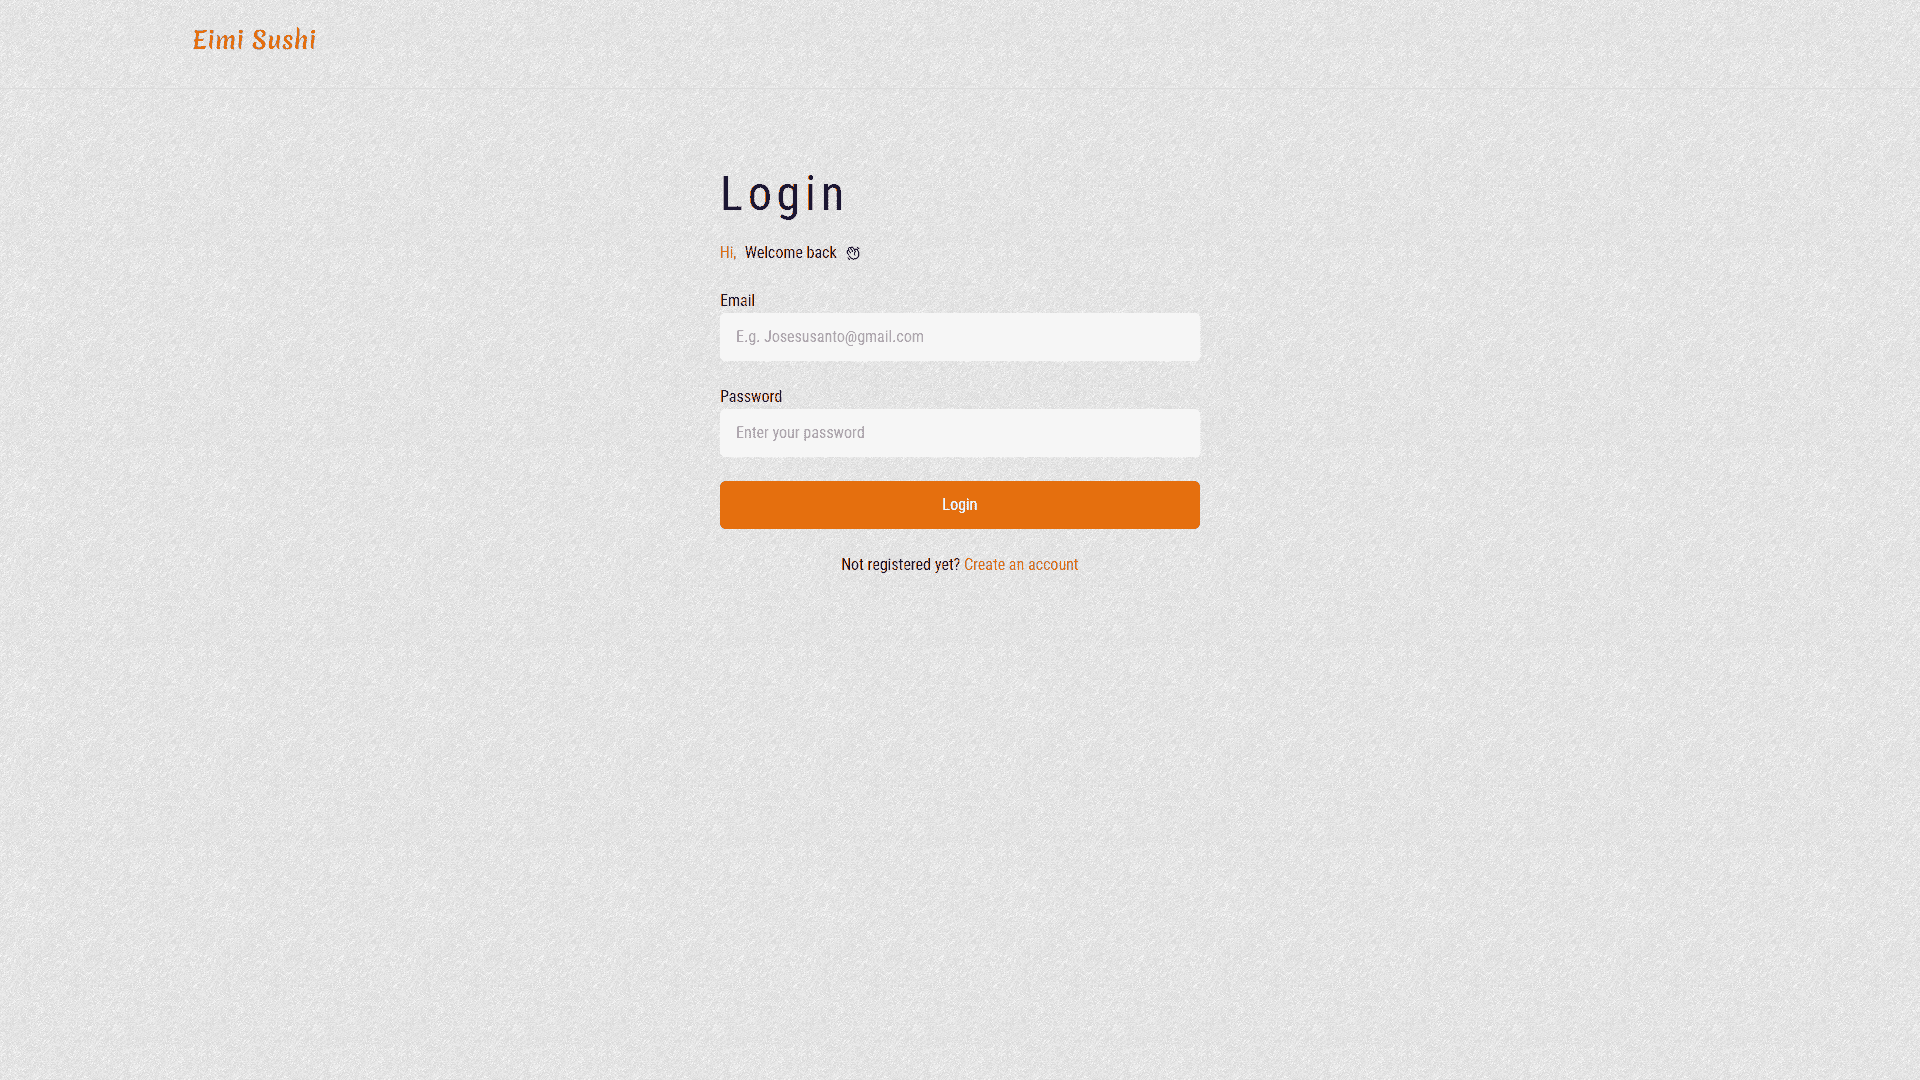 Eimi Sushi
Login
Hi, Welcome back
Email
E.g. Josesusanto@gmail.com
Password
Enter your password
Login
Not registered yet? Create an account